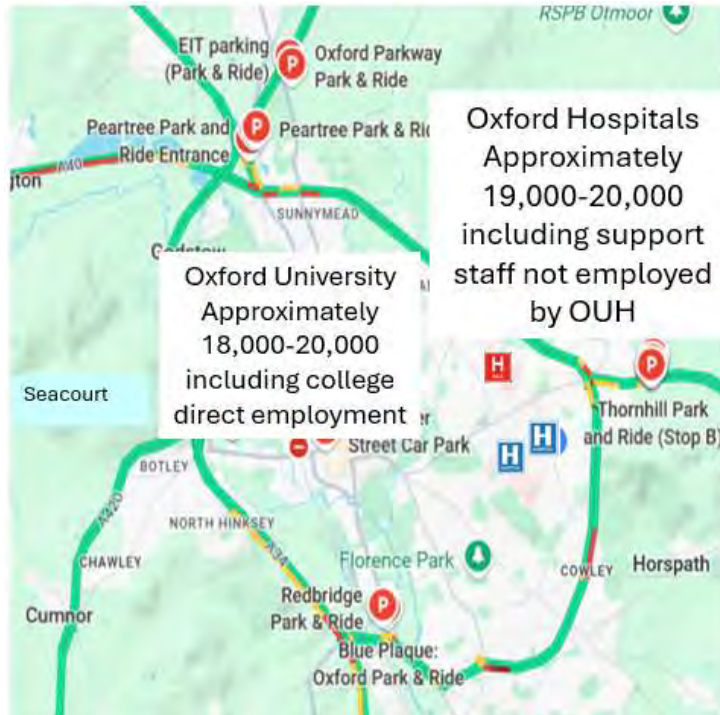 RSPB Otmoor
EIT parking
(Park & Ride)
Oxford Parkway
Park & Ride
Peartree Park and
Ride Entrance
Peartree Park & Ri
A40
SUNNYMEAD
Oxford Hospitals
Approximately
19,000-20,000
including support
staff not employed
by OUH
Oxford University
Approximately
18,000-20,000
including college
direct employment
Seacourt
Street Car Park
Thornhill Park
and Ride (Stop B)
BOTLEY
A420
NORTH HINKSEY
A34
CHAWLEY
Cumnor
Florence Park
COWLEY
Horspath
Redbridge
Park & Ride
Blue Plaque:
Oxford Park & Ride
P
P
P
P
H
H
H